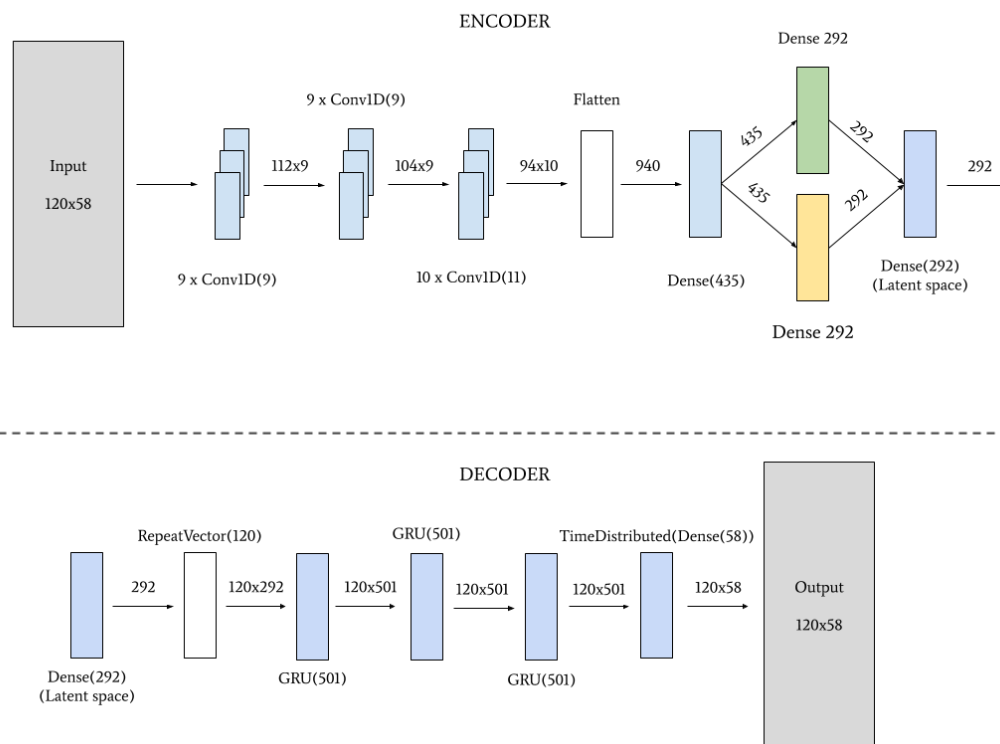 ENCODER
Input
120x58
9 x Conv1D(9)
112x9
9 x Conv1D(9)
104x9
10 x Conv1D(11)
94x10
Flatten
940
Dense(435)
435
435
Dense 292
Dense 292
292
292
Dense(292)
(Latent space)
292
DECODER
Dense(292)
(Latent space)
292
RepeatVector(120)
120x292
GRU(501)
120x501
GRU(501)
120x501
GRU(501)
120x501
TimeDistributed(Dense(58))
120x58
Output
120x58